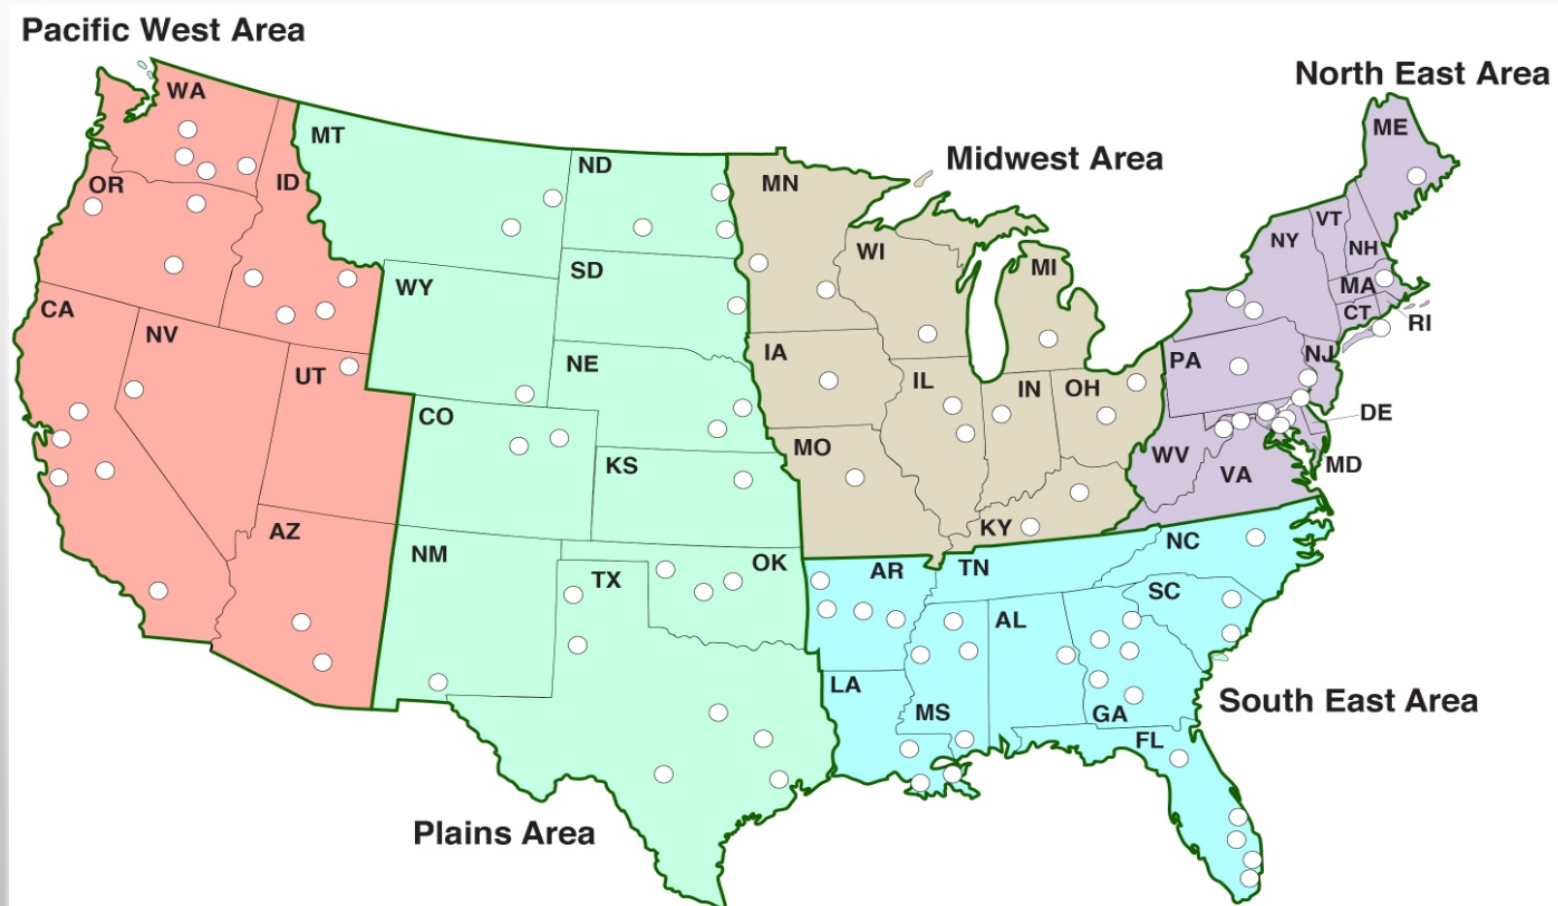 Pacific West Area
North East Area
Midwest Area
WA
OR
ID
MT
ND
MN
WI
MI
ME
VT
NH
NY
MA
CT
RI
CA
NV
UT
WY
SD
NE
IA
IL
IN
OH
PA
NJ
DE
MD
WV
VA
CO
KS
MO
KY
AZ
NM
TX
OK
AR
TN
NC
SC
AL
LA
MS
GA
FL
South East Area
Plains Area